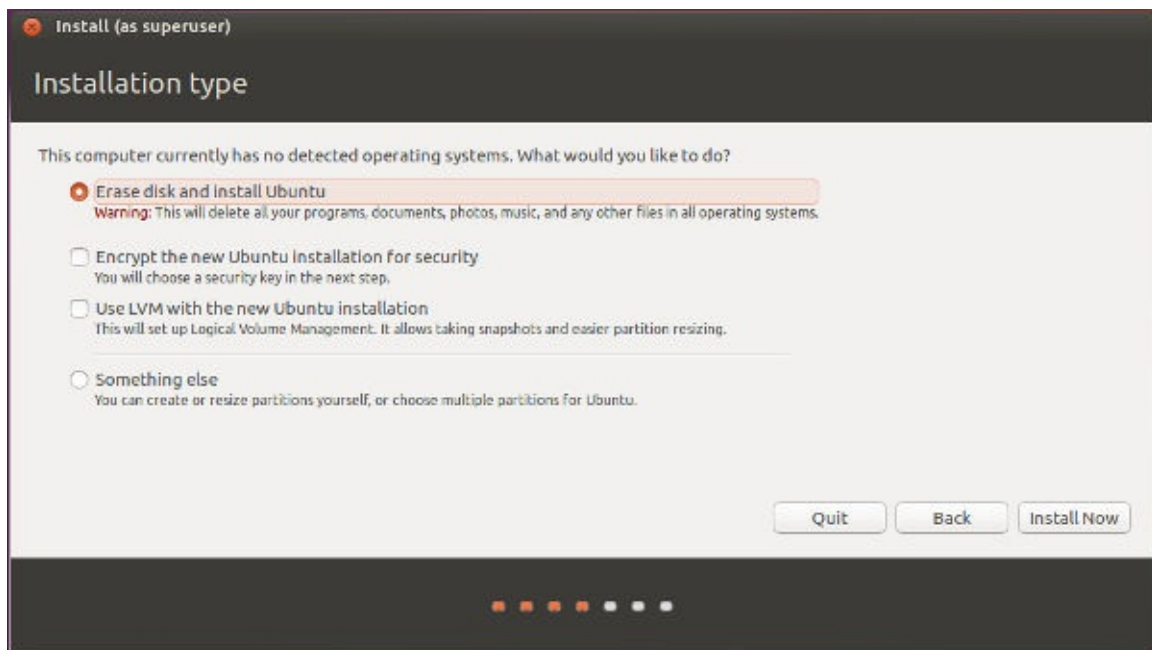 Install (as superuser)
Installation type
This computer currently has no detected operating systems. What would you like to do?
Erase disk and install Ubuntu
Warning: This will delete all your programs, documents, photos, music, and any other files in all operating systems.
Encrypt the new Ubuntu installation for security
You will choose a security key in the next step.
Use LVM with the new Ubuntu installation
This will set up Logical Volume Management. It allows taking snapshots and easier partition resizing.
Something else
You can create or resize partitions yourself, or choose multiple partitions for Ubuntu.
Quit Back Install Now